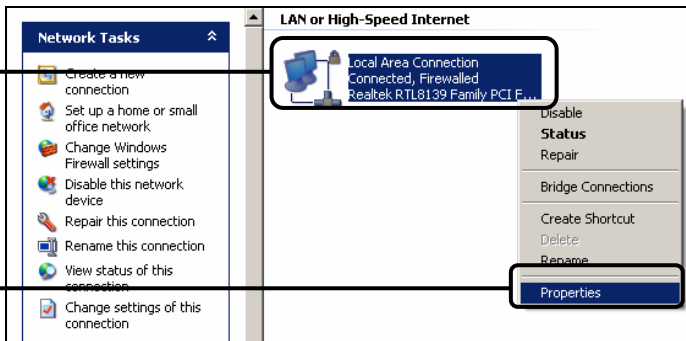 LAN or High-Speed Internet
Network Tasks
Create a new
connection
Set up a home or small
office network
Change Windows
Firewall settings
Disable this network
device
Repair this connection
Rename this connection
View status of this
connection
Change settings of this
connection
Local Area Connection
Connected, Firewalled
Realtek RTL8139 Family PCI F...
Disable
Status
Repair
Bridge Connections
Create Shortcut
Delete
Rename
Properties